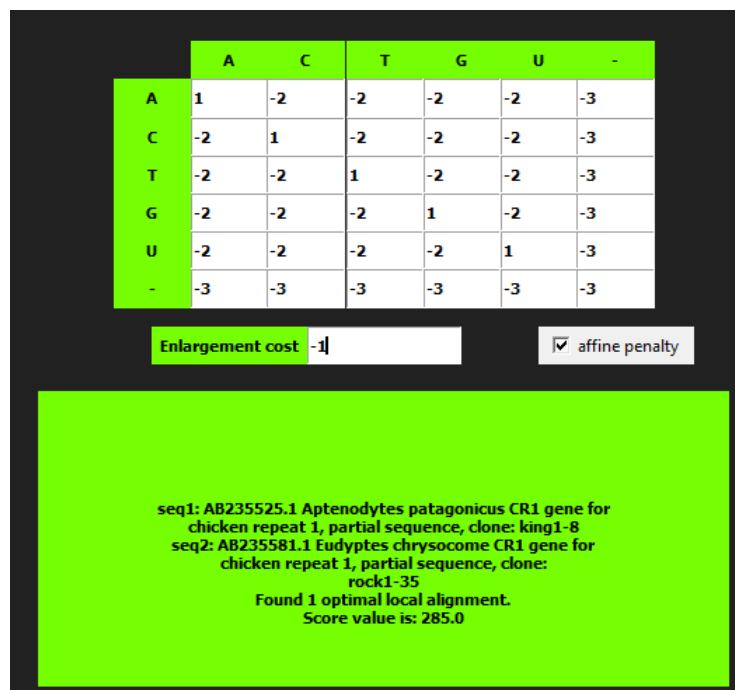 A C T G U -
A 1 -2 -2 -2 -2 -3
C -2 1 -2 -2 -2 -3
T -2 -2 1 -2 -2 -3
G -2 -2 -2 1 -2 -3
U -2 -2 -2 -2 1 -3
- -3 -3 -3 -3 -3 -3
Enlargement cost -1 affine penalty
seq1: AB235525.1 Aptenodytes patagonicus CR1 gene for
chicken repeat 1, partial sequence, clone: king1-8
seq2: AB235581.1 Eudyptes chrysocome CR1 gene for
chicken repeat 1, partial sequence, clone:
rock1-35
Found 1 optimal local alignment.
Score value is: 285.0